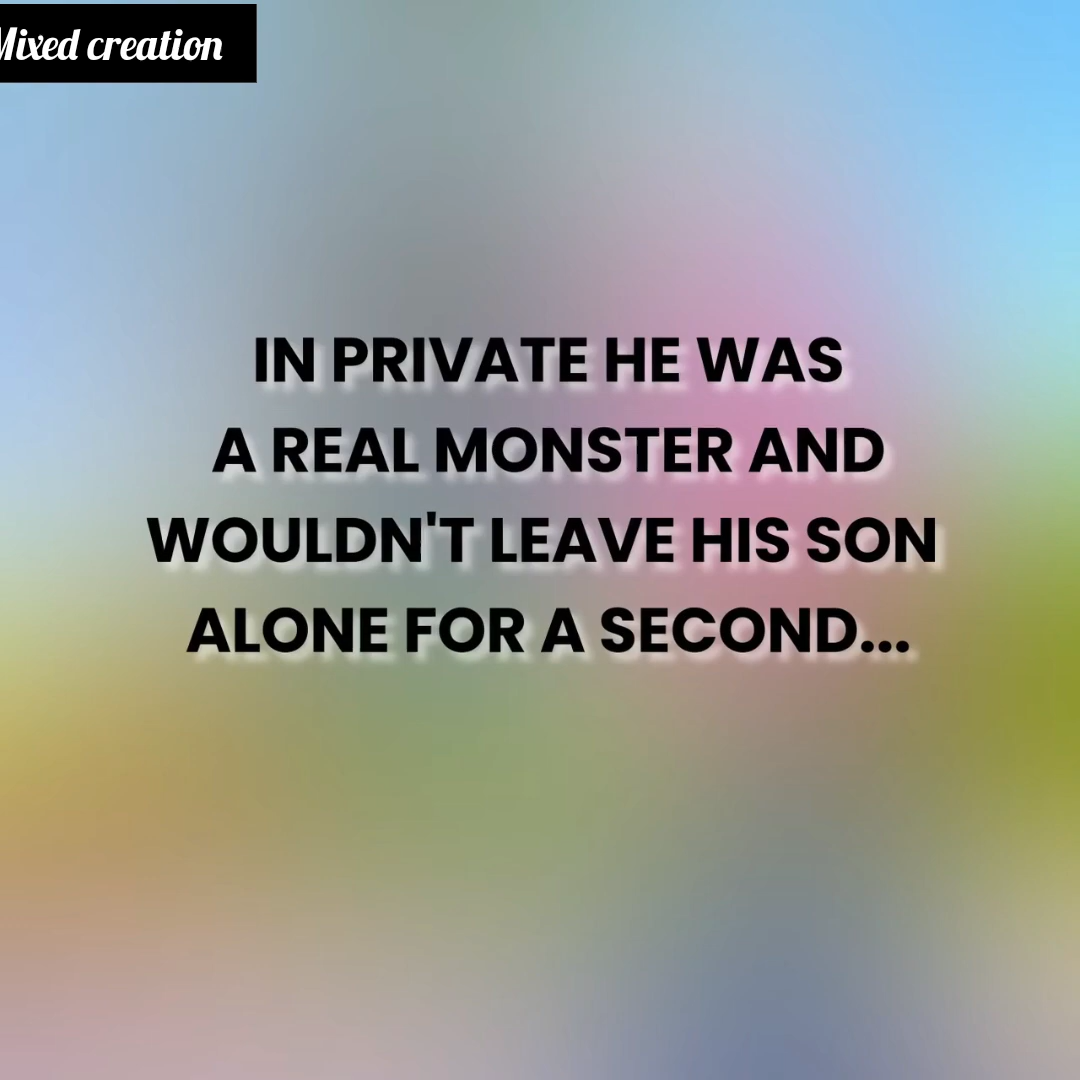 Mixed creation
IN PRIVATE HE WAS
A REAL MONSTER AND
WOULDN'T LEAVE HIS SON
ALONE FOR A SECOND...